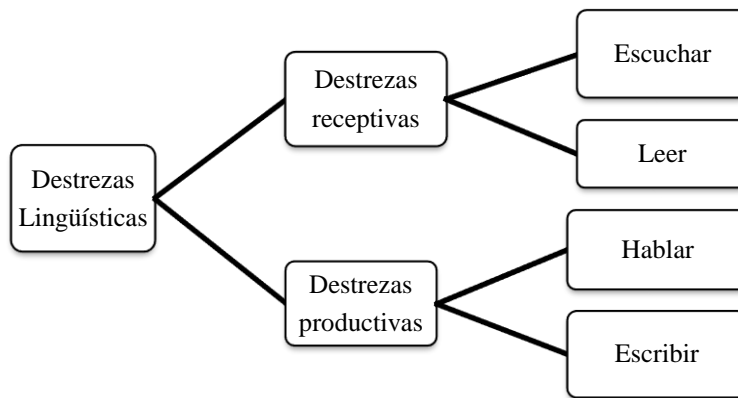 Destrezas
Lingüísticas
Destrezas
receptivas
Escuchar
Leer
Destrezas
productivas
Hablar
Escribir